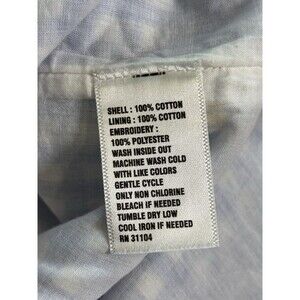 SHELL : 100% COTTON
LINING : 100% COTTON
EMBROIDERY :
100% POLYESTER
WASH INSIDE OUT
MACHINE WASH COLD
WITH LIKE COLORS
GENTLE CYCLE
ONLY NON CHLORINE
BLEACH IF NEEDED
TUMBLE DRY LOW
COOL IRON IF NEEDED
RN 31104